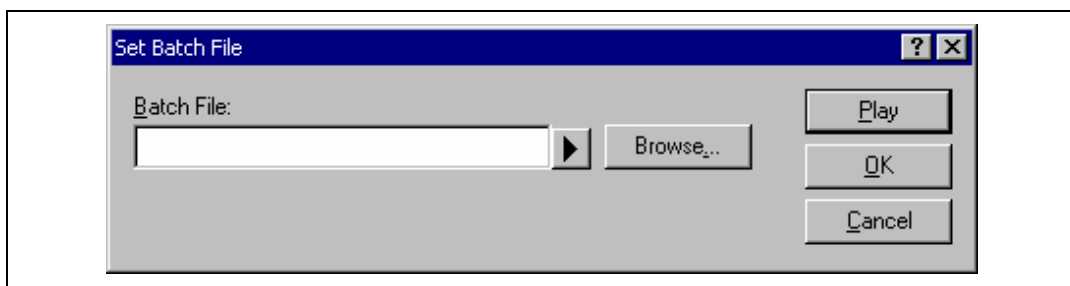 Set Batch File
Batch File:
Browse...
Play
OK
Cancel